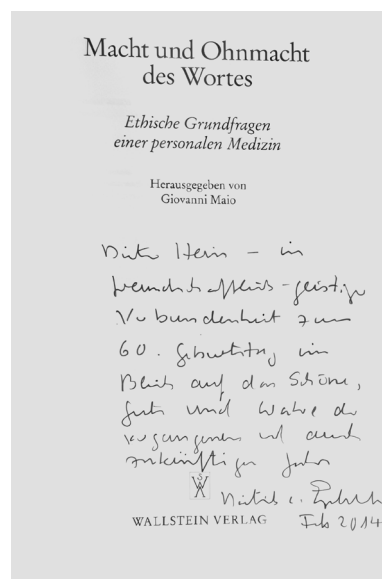 Macht und Ohnmacht
des Wortes
Ethische Grundfragen
einer personalen Medizin
Herausgegeben von
Giovanni Maio
– in
freundschaftlich-geistiger
Verbundenheit zum
60. Geburtstag im
Blick auf das Schöne,
Gute und Wahre der
vergangenen und auch
zukünftigen Jahre
WALLSTEIN VERLAG
Feb 2014